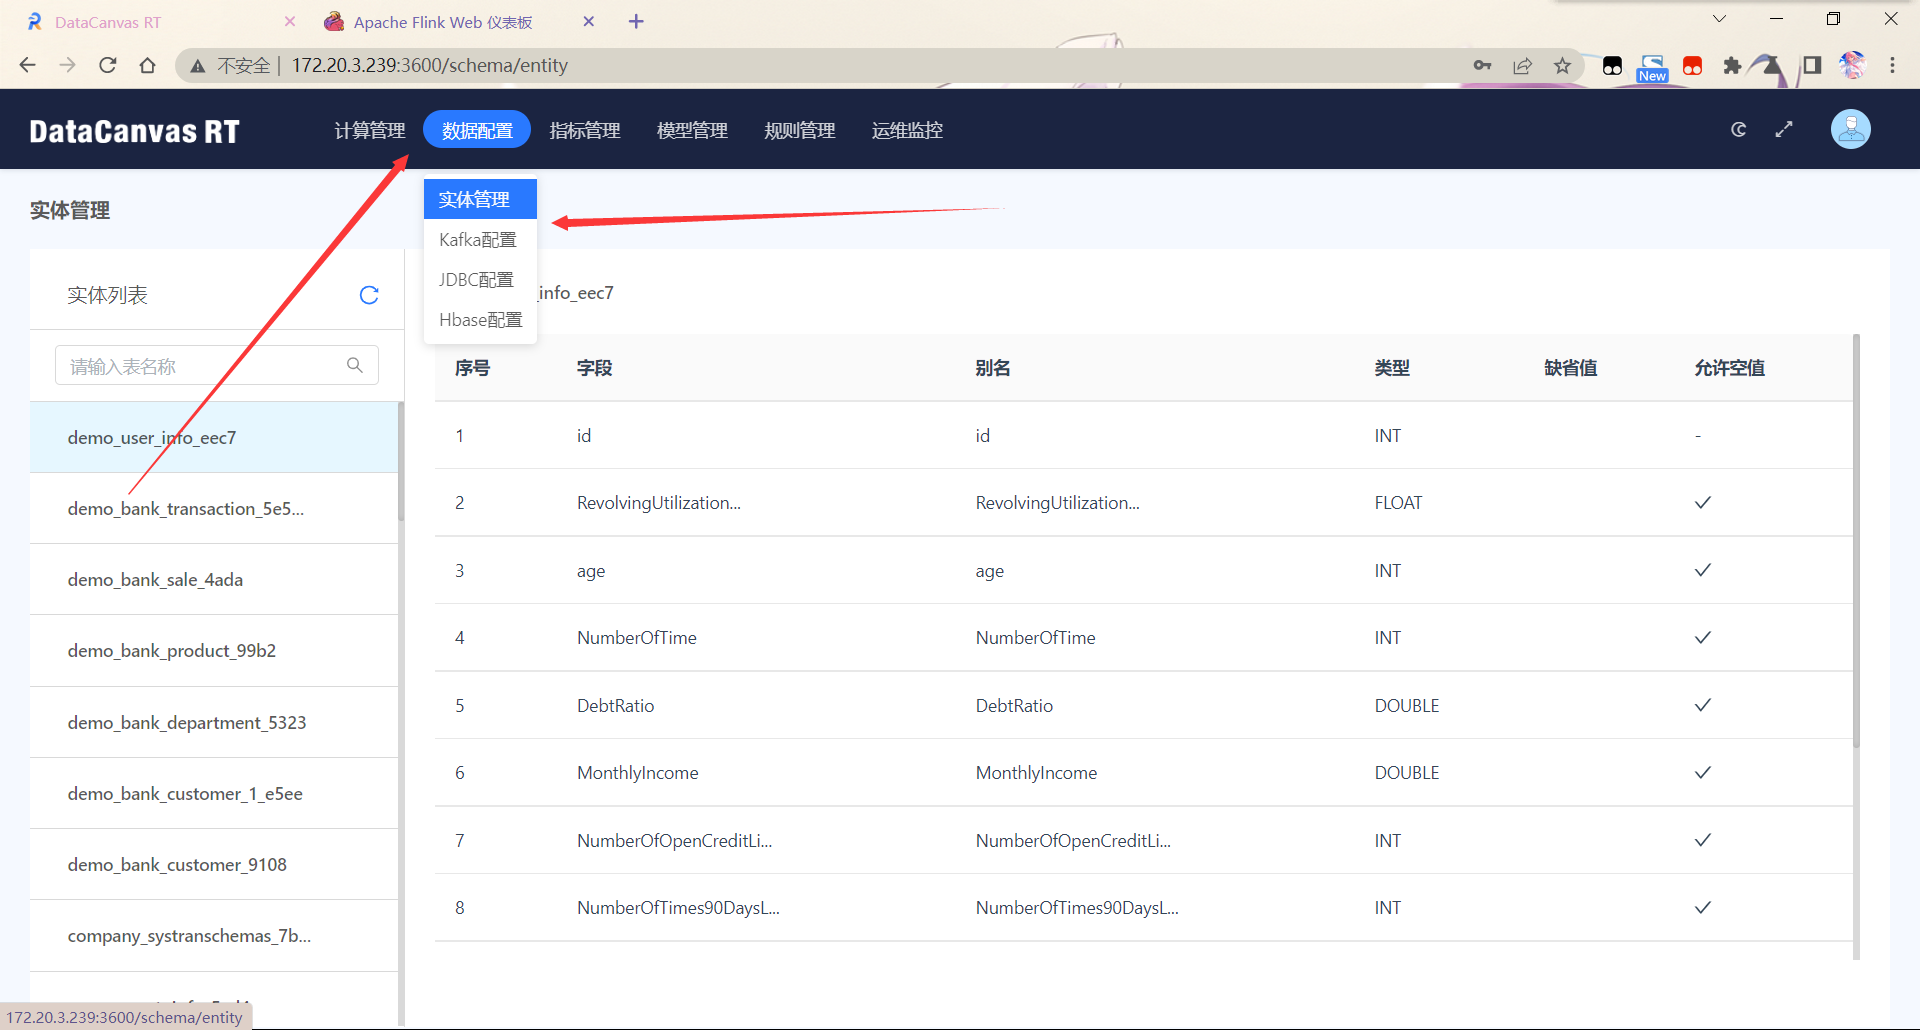 DataCanvas RT
Apache Flink Web 仪表板
不安全 172.20.3.239:3600/schema/entity
New
DataCanvas RT 计算管理 数据配置 指标管理 模型管理 规则管理 运维监控
实体管理
实体管理
Kafka配置
JDBC配置
Hbase配置
实体列表
_info_eec7
请输入表名称
demo_user_info_eec7
demo_bank_transaction_5e5...
demo_bank_sale_4ada
demo_bank_product_99b2
demo_bank_department_5323
demo_bank_customer_1_e5ee
demo_bank_customer_9108
company_systranschemas_7b...
172.20.3.239:3600/schema/entity
序号 字段 别名 类型 缺省值 允许空值
1 id id INT -
2 RevolvingUtilization... RevolvingUtilization... FLOAT
3 age age INT
4 NumberOfTime NumberOfTime INT
5 DebtRatio DebtRatio DOUBLE
6 MonthlyIncome MonthlyIncome DOUBLE
7 NumberOfOpenCreditLi... NumberOfOpenCreditLi... INT
8 NumberOfTimes90DaysL... NumberOfTimes90DaysL... INT